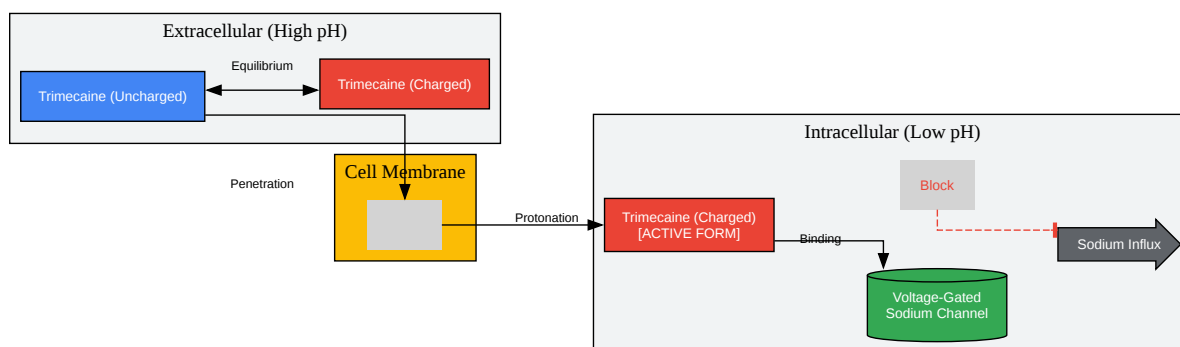 Extracellular (High pH)
Equilibrium
Trimecaine (Uncharged)
Trimecaine (Charged)
Cell Membrane
Penetration
Protonation
Intracellular (Low pH)
Block
Trimecaine (Charged)
[ACTIVE FORM]
Binding
Sodium Influx
Voltage-Gated
Sodium Channel